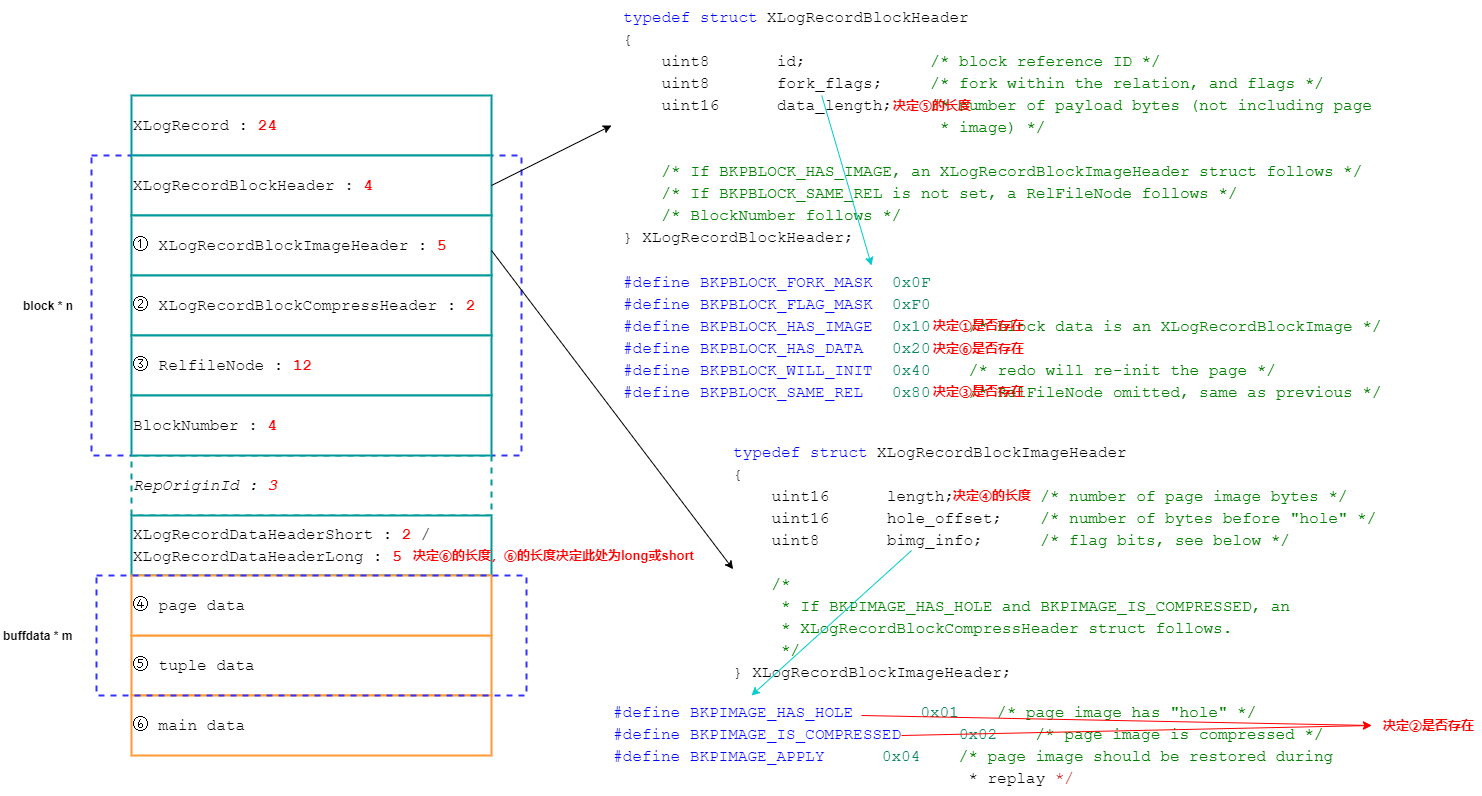 XLogRecord : 24
block * n
XLogRecordBlockHeader : 4
① XLogRecordBlockImageHeader : 5
② XLogRecordBlockCompressHeader : 2
③ RelfileNode : 12
BlockNumber : 4
RepOriginId : 3
XLogRecordDataHeaderShort : 2 /
XLogRecordDataHeaderLong : 5 决定⑥的长度，⑥的长度决定此处为long或short
buffdata * m
④ page data
⑤ tuple data
⑥ main data
typedef struct XLogRecordBlockHeader
{
uint8 id; /* block reference ID */
uint8 fork_flags; /* fork within the relation, and flags */
uint16 data_length; 决定⑤的长度 umber of payload bytes (not including page
* image) */
/* If BKPBLOCK_HAS_IMAGE, an XLogRecordBlockImageHeader struct follows */
/* If BKPBLOCK_SAME_REL is not set, a RelFileNode follows */
/* BlockNumber follows */
} XLogRecordBlockHeader;
#define BKPBLOCK_FORK_MASK 0x0F
#define BKPBLOCK_FLAG_MASK 0xF0
#define BKPBLOCK_HAS_IMAGE 0x10 决定①是否存在 ock data is an XLogRecordBlockImage */
#define BKPBLOCK_HAS_DATA 0x20 决定⑥是否存在
#define BKPBLOCK_WILL_INIT 0x40 /* redo will re-init the page */
#define BKPBLOCK_SAME_REL 0x80 决定③是否存在 elFileNode omitted, same as previous */
typedef struct XLogRecordBlockImageHeader
{
uint16 length; 决定④的长度 /* number of page image bytes */
uint16 hole_offset; /* number of bytes before "hole" */
uint8 bimg_info; /* flag bits, see below */
/*
* If BKPIMAGE_HAS_HOLE and BKPIMAGE_IS_COMPRESSED, an
* XLogRecordBlockCompressHeader struct follows.
*/
} XLogRecordBlockImageHeader;
#define BKPIMAGE_HAS_HOLE 0x01 /* page image has "hole" */
#define BKPIMAGE_IS_COMPRESSED 0x02 /* page image is compressed */
决定②是否存在
#define BKPIMAGE_APPLY 0x04 /* page image should be restored during
* replay */